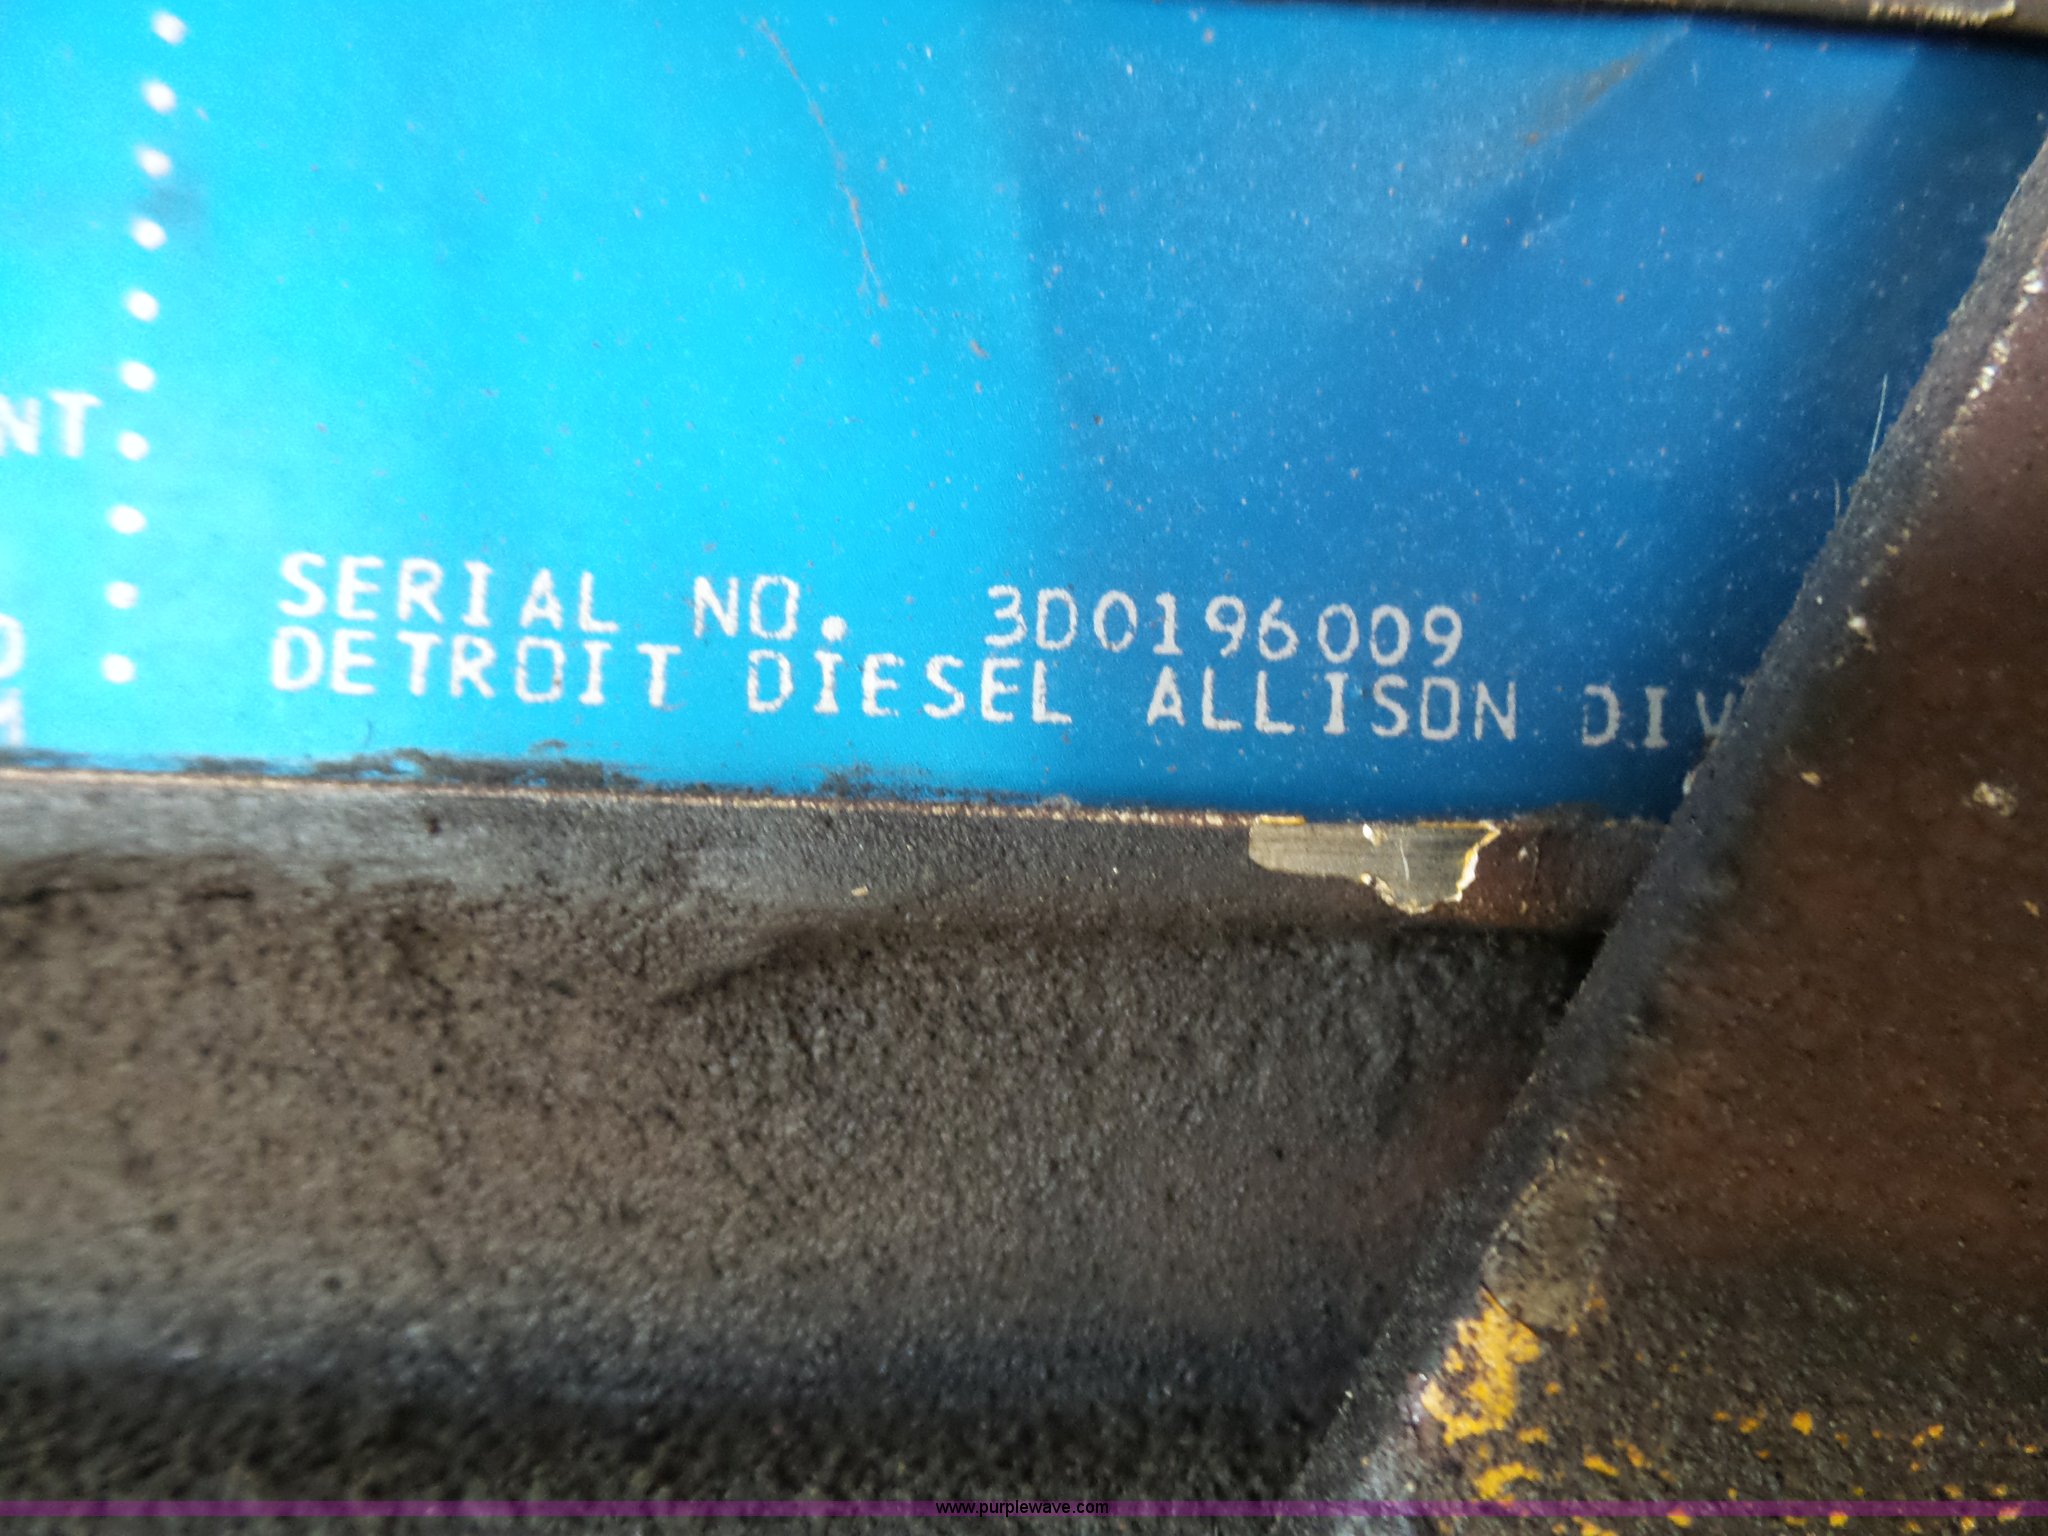 NT
SERIAL NO. 3D0196009
DETROIT DIESEL ALLISON DIV
www.purplewave.com